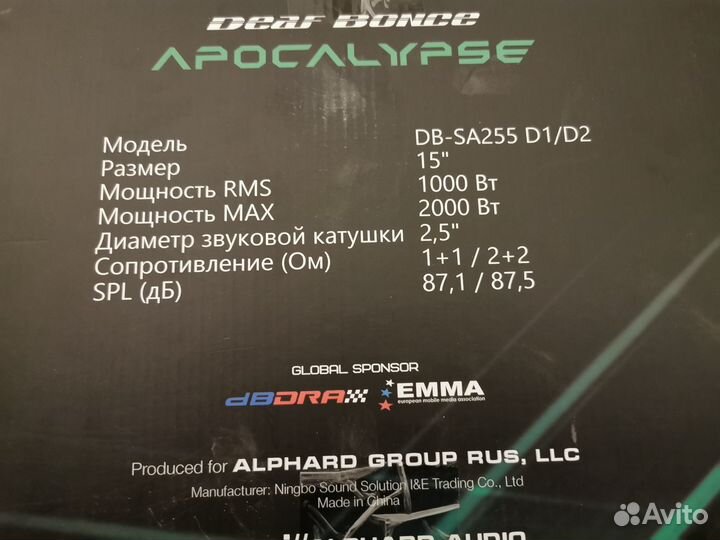 Deaf Bonce
APOCALYPSE
Модель DB-SA255 D1/D2
Размер 15"
Мощность RMS 1000 Вт
Мощность MAX 2000 Вт
Диаметр звуковой катушки 2,5"
Сопротивление (Ом) 1+1 / 2+2
SPL (дБ) 87,1 / 87,5
GLOBAL SPONSOR
dBDRA EMMA
european mobile media association
Produced for ALPHARD GROUP RUS, LLC
Manufacturer: Ningbo Sound Solution I&E Trading Co., Ltd
Made in China
ALPHARD AUDIO
Avito